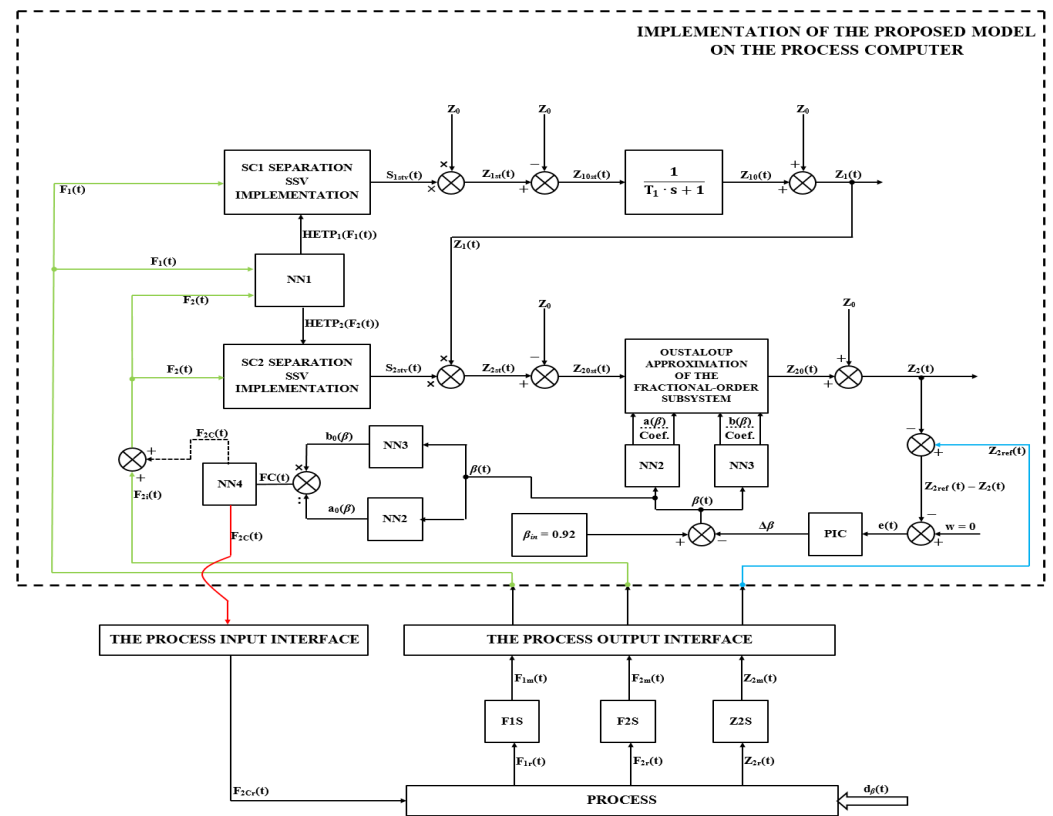 IMPLEMENTATION OF THE PROPOSED MODEL
ON THE PROCESS COMPUTER
Z₀
Z₀
Z₀
F₁(t)
SC1 SEPARATION
SSV
IMPLEMENTATION
S₁stv(t)
×
×
Z₁st(t)
−
+
Z₁₀st(t)
1
T₁ · s + 1
Z₁₀(t)
+
+
Z₁(t)
HETP₁(F₁(t))
Z₁(t)
F₁(t)
NN1
F₂(t)
HETP₂(F₂(t))
Z₀
Z₀
F₂(t)
SC2 SEPARATION
SSV
IMPLEMENTATION
S₂stv(t)
×
×
Z₂st(t)
−
+
Z₂₀st(t)
OUSTALOUP
APPROXIMATION
OF THE
FRACTIONAL-ORDER
SUBSYSTEM
Z₂₀(t)
+
+
Z₂(t)
a(β)
Coef.
b(β)
Coef.
F₂C(t)
+
+
F₂i(t)
NN4
FC(t)
×
:
b₀(β)
NN3
β(t)
a₀(β)
NN2
NN2
NN3
β(t)
−
+
Z₂ref(t)
Z₂ref (t) − Z₂(t)
F₂C(t)
βin = 0.92
+
−
Δβ
PIC
e(t)
−
+
w = 0
THE PROCESS INPUT INTERFACE
THE PROCESS OUTPUT INTERFACE
F₁m(t)
F₂m(t)
Z₂m(t)
F1S
F2S
Z2S
F₁r(t)
F₂r(t)
Z₂r(t)
F₂Cr(t)
PROCESS
dβ(t)